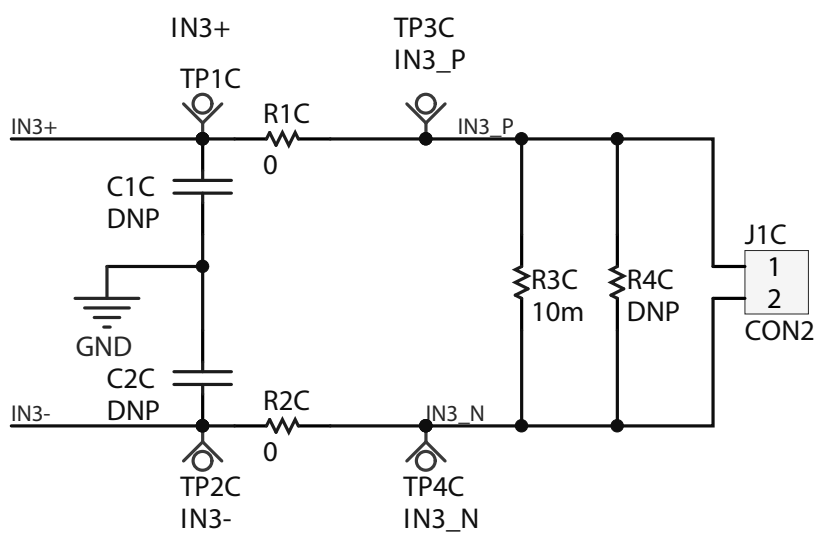 IN3+
TP3C
IN3_P
TP1C
R1C
IN3+
IN3_P
0
C1C
DNP
J1C
1
R3C
R4C
2
10m
DNP
CON2
GND
C2C
DNP
R2C
IN3-
IN3_N
0
TP2C
TP4C
IN3-
IN3_N